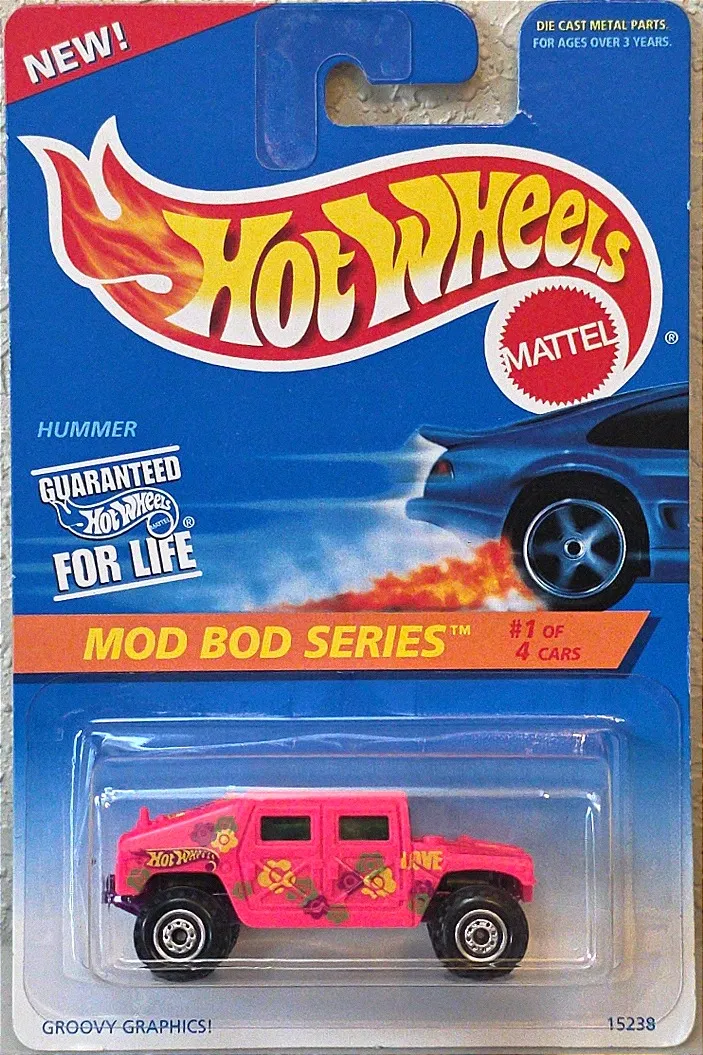 NEW!
DIE CAST METAL PARTS.
FOR AGES OVER 3 YEARS.
HOT WHEELS
MATTEL
®
HUMMER
GUARANTEED
HOT WHEELS
MATTEL
®
FOR LIFE
MOD BOD SERIES™
#1 OF
4 CARS
HOT WHEELS
LOVE
GROOVY GRAPHICS!
15238